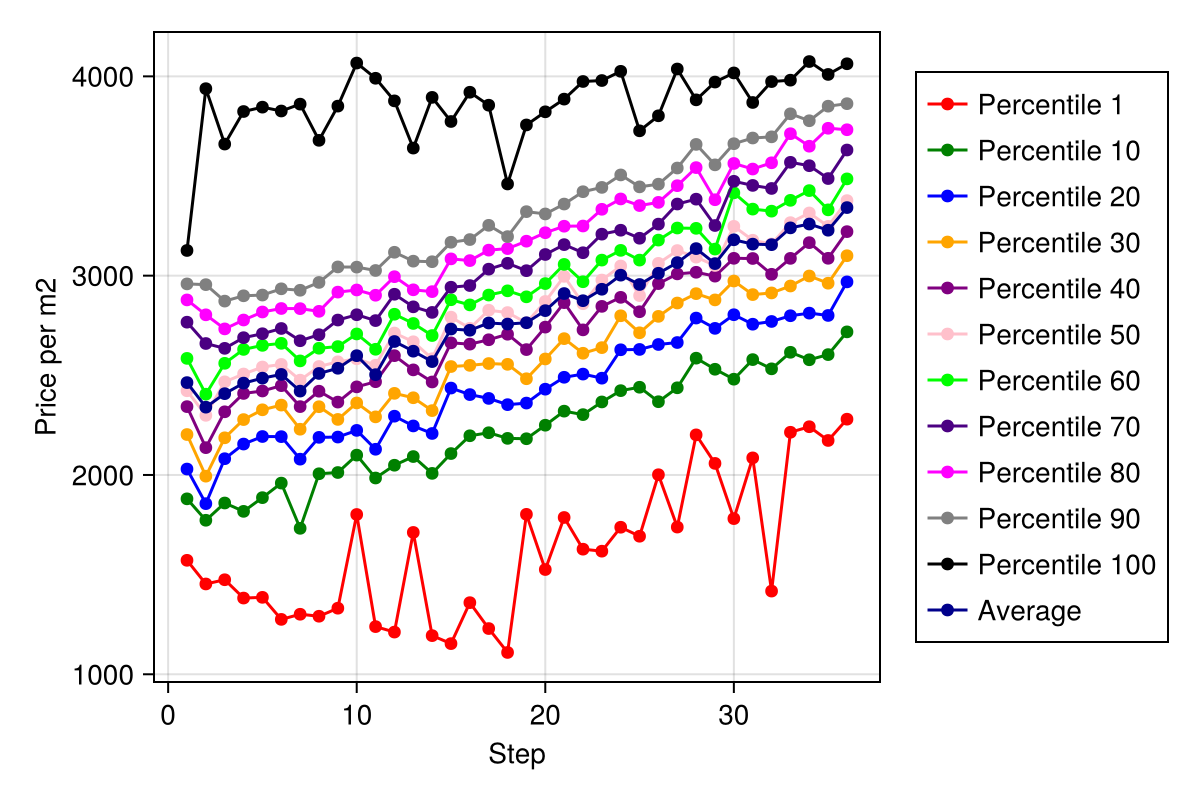 4000
3000
2000
1000
Price per m2
0
10
20
30
Step
Percentile 1
Percentile 10
Percentile 20
Percentile 30
Percentile 40
Percentile 50
Percentile 60
Percentile 70
Percentile 80
Percentile 90
Percentile 100
Average